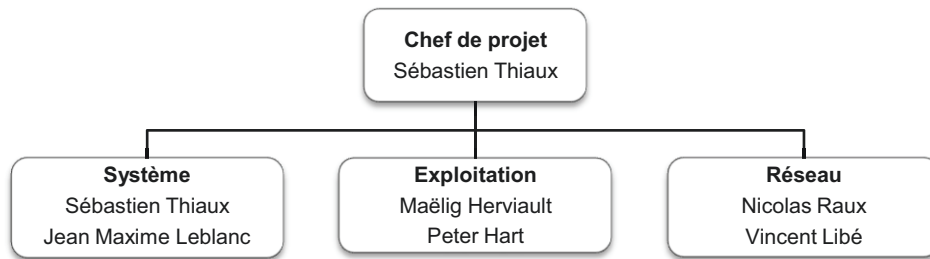 Chef de projet
Sébastien Thiaux
Système
Sébastien Thiaux
Jean Maxime Leblanc
Exploitation
Maëlig Herviault
Peter Hart
Réseau
Nicolas Raux
Vincent Libé